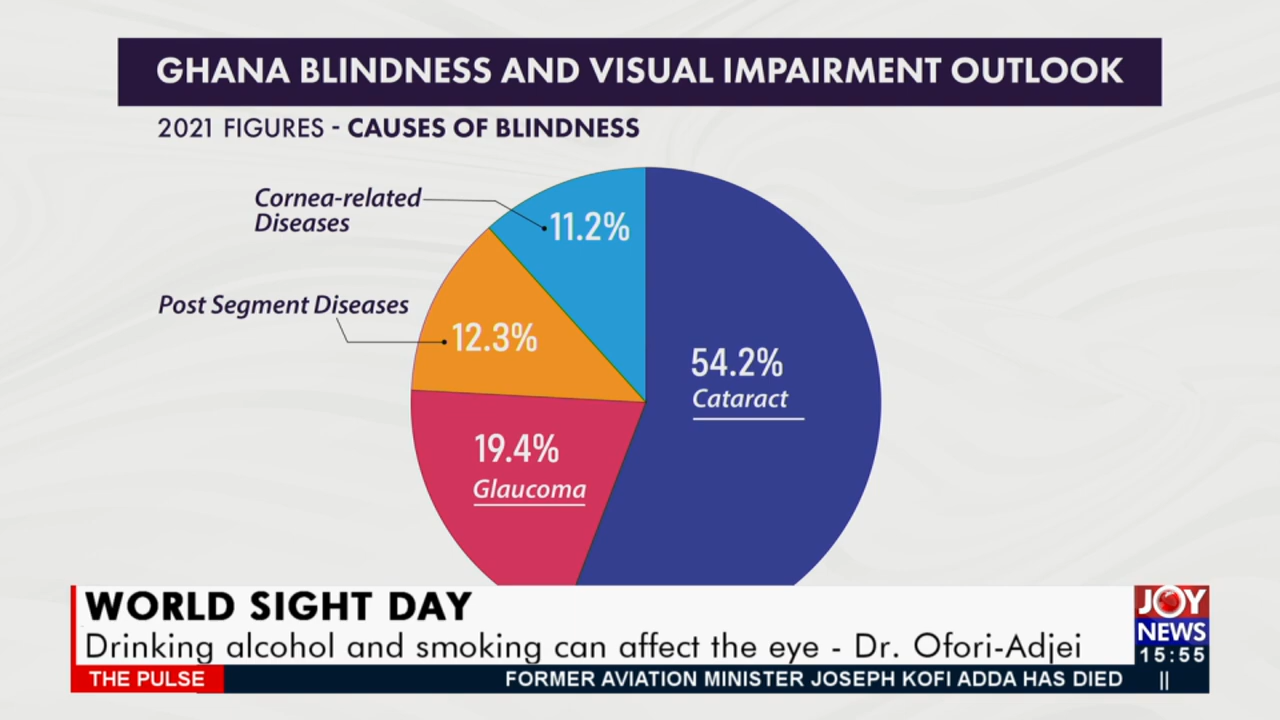 GHANA BLINDNESS AND VISUAL IMPAIRMENT OUTLOOK
2021 FIGURES - CAUSES OF BLINDNESS
Cornea-related
Diseases
11.2%
Post Segment Diseases
12.3%
54.2%
Cataract
19.4%
Glaucoma
WORLD SIGHT DAY
Drinking alcohol and smoking can affect the eye - Dr. Ofori-Adjei
JOY
NEWS
15:55
THE PULSE
FORMER AVIATION MINISTER JOSEPH KOFI ADDA HAS DIED
||